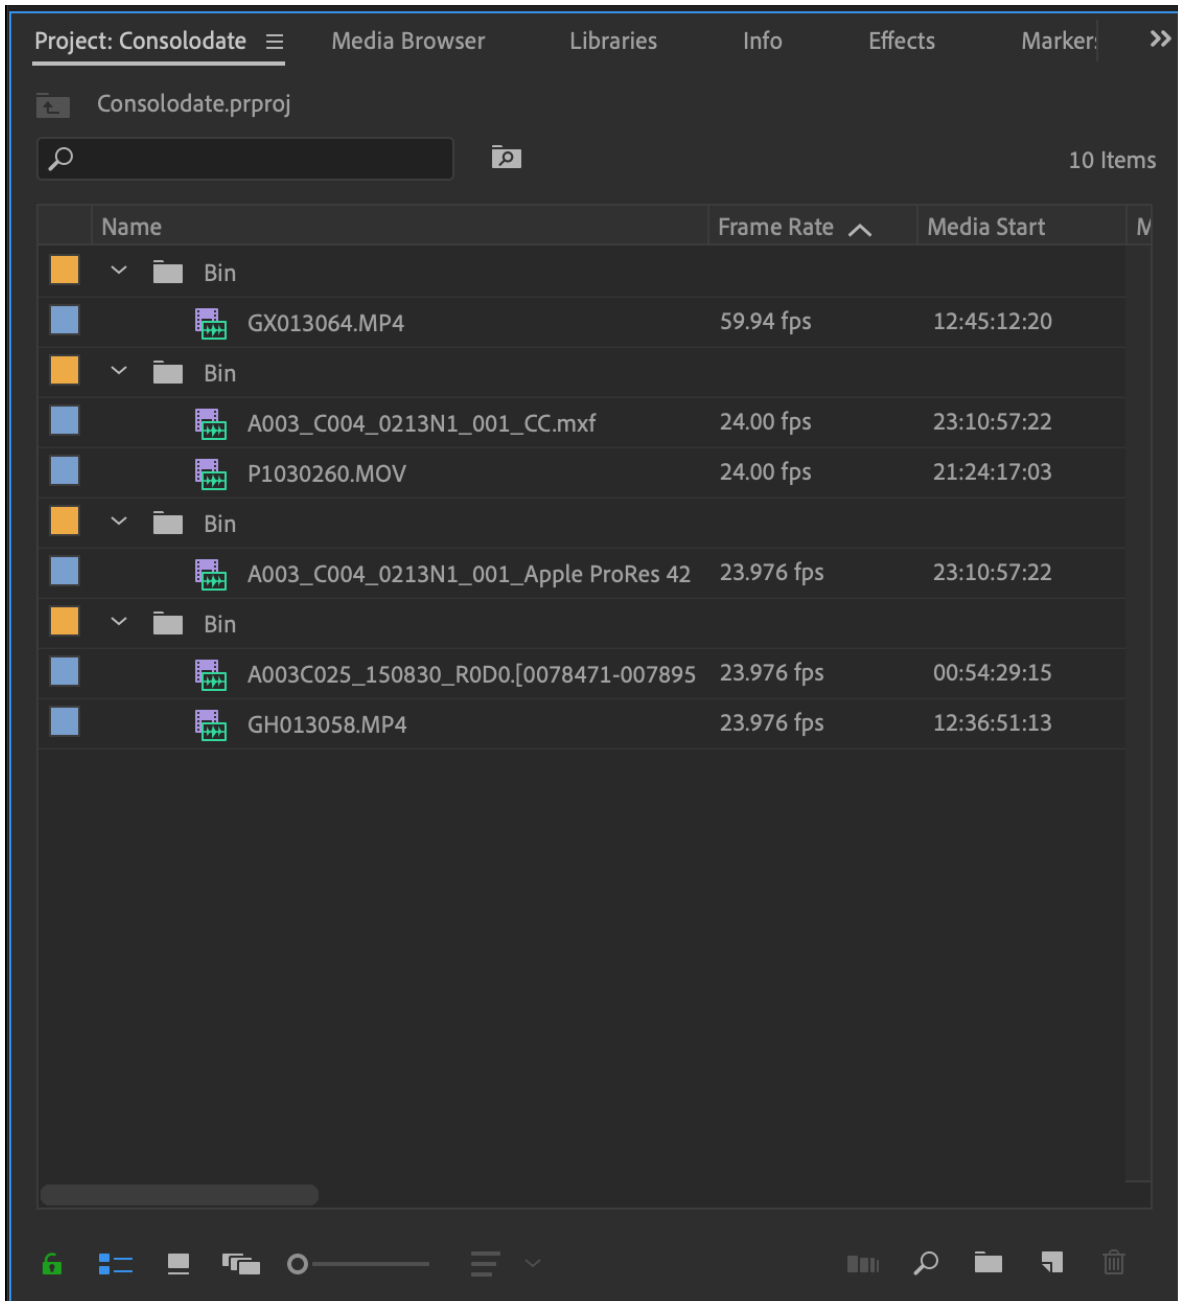 Project: Consolodate Media Browser Libraries Info Effects Marker
Consolodate.prproj
10 Items
Name Frame Rate Media Start M
Bin
GX013064.MP4 59.94 fps 12:45:12:20
Bin
A003_C004_0213N1_001_CC.mxf 24.00 fps 23:10:57:22
P1030260.MOV 24.00 fps 21:24:17:03
Bin
A003_C004_0213N1_001_Apple ProRes 42 23.976 fps 23:10:57:22
Bin
A003C025_150830_R0D0.[0078471-007895 23.976 fps 00:54:29:15
GH013058.MP4 23.976 fps 12:36:51:13